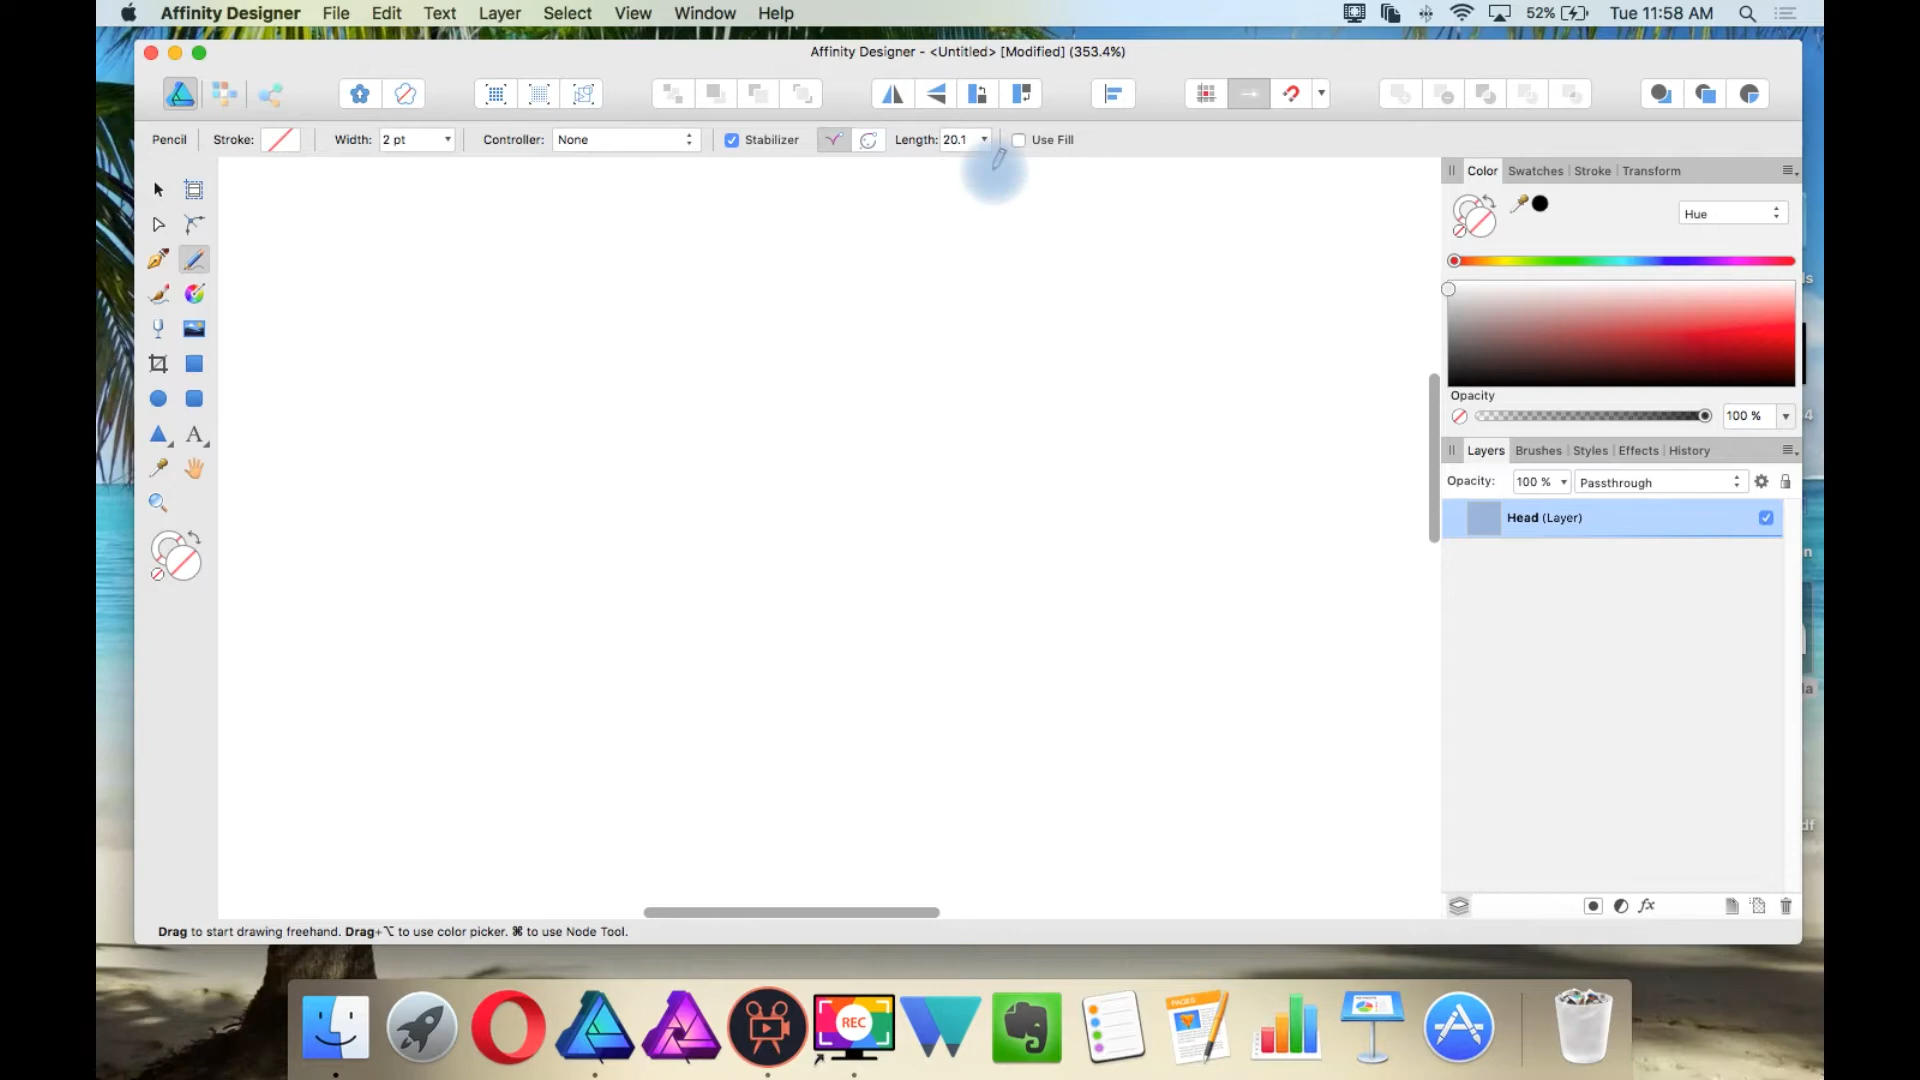 Affinity Designer File Edit Text Layer Select View Window Help 52% Tue 11:58 AM
Affinity Designer - <Untitled> [Modified] (353.4%)
Pencil Stroke: Width: 2 pt Controller: None Stabilizer Length: 20.1 Use Fill
Color Swatches Stroke Transform
Hue
Opacity
100 %
Layers Brushes Styles Effects History
Opacity: 100 % Passthrough
Head (Layer)
fx
Drag to start drawing freehand. Drag+⌥ to use color picker. ⌘ to use Node Tool.
REC
PAGES